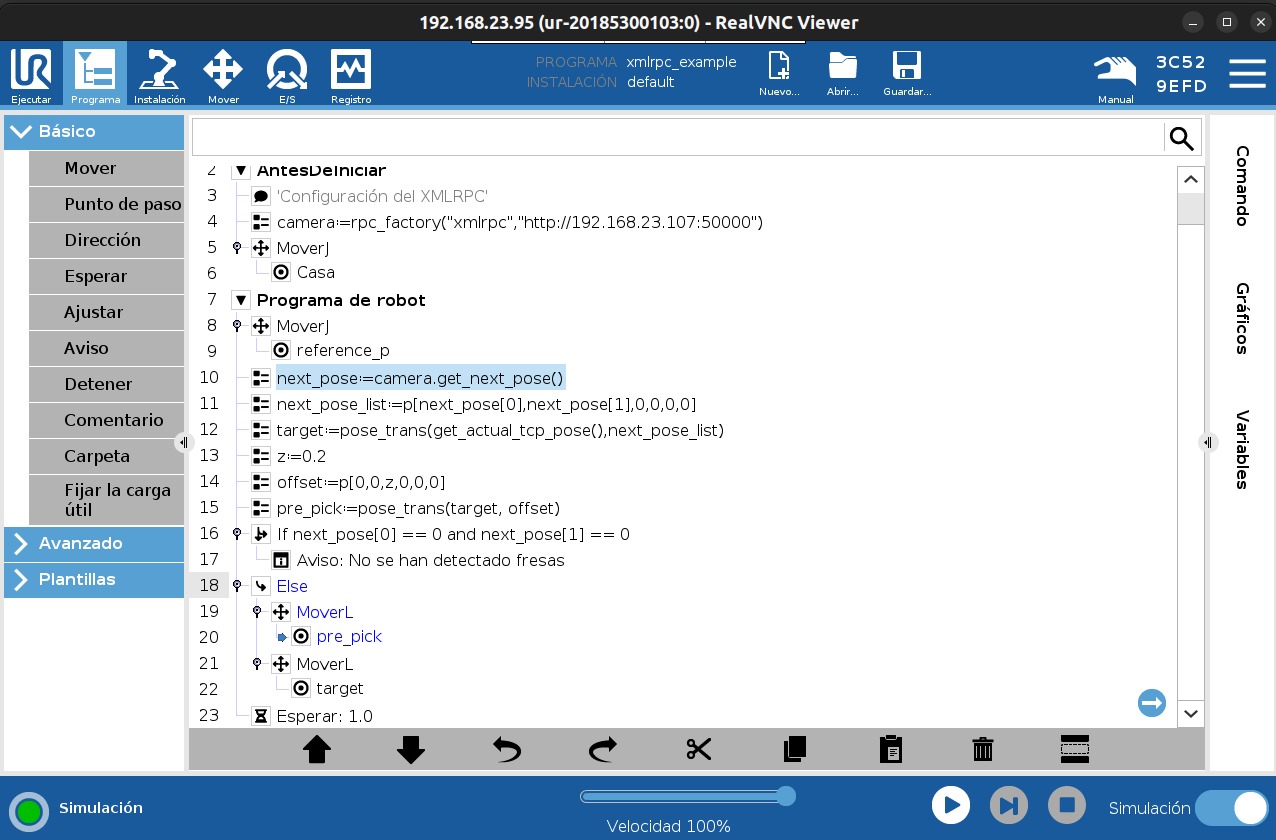 192.168.23.95 (ur-20185300103:0) - RealVNC Viewer
UR
Ejecutar
Programa
Instalación
Mover
E/S
Registro
PROGRAMA xmlrpc_example
INSTALACIÓN default
Nuevo...
Abrir...
Guardar...
Manual
3C52
9EFD
Básico
Mover
Punto de paso
Dirección
Esperar
Ajustar
Aviso
Detener
Comentario
Carpeta
Fijar la carga
útil
Avanzado
Plantillas
2 AntesDeIniciar
3 'Configuración del XMLRPC'
4 camera:=rpc_factory("xmlrpc","http://192.168.23.107:50000")
5 MoverJ
6 Casa
7 Programa de robot
8 MoverJ
9 reference_p
10 next_pose:=camera.get_next_pose()
11 next_pose_list:=p[next_pose[0],next_pose[1],0,0,0,0]
12 target:=pose_trans(get_actual_tcp_pose(),next_pose_list)
13 z:=0.2
14 offset:=p[0,0,z,0,0,0]
15 pre_pick:=pose_trans(target, offset)
16 If next_pose[0] == 0 and next_pose[1] == 0
17 Aviso: No se han detectado fresas
18 Else
19 MoverL
20 pre_pick
21 MoverL
22 target
23 Esperar: 1.0
Comando
Gráficos
Variables
Simulación
Velocidad 100%
Simulación